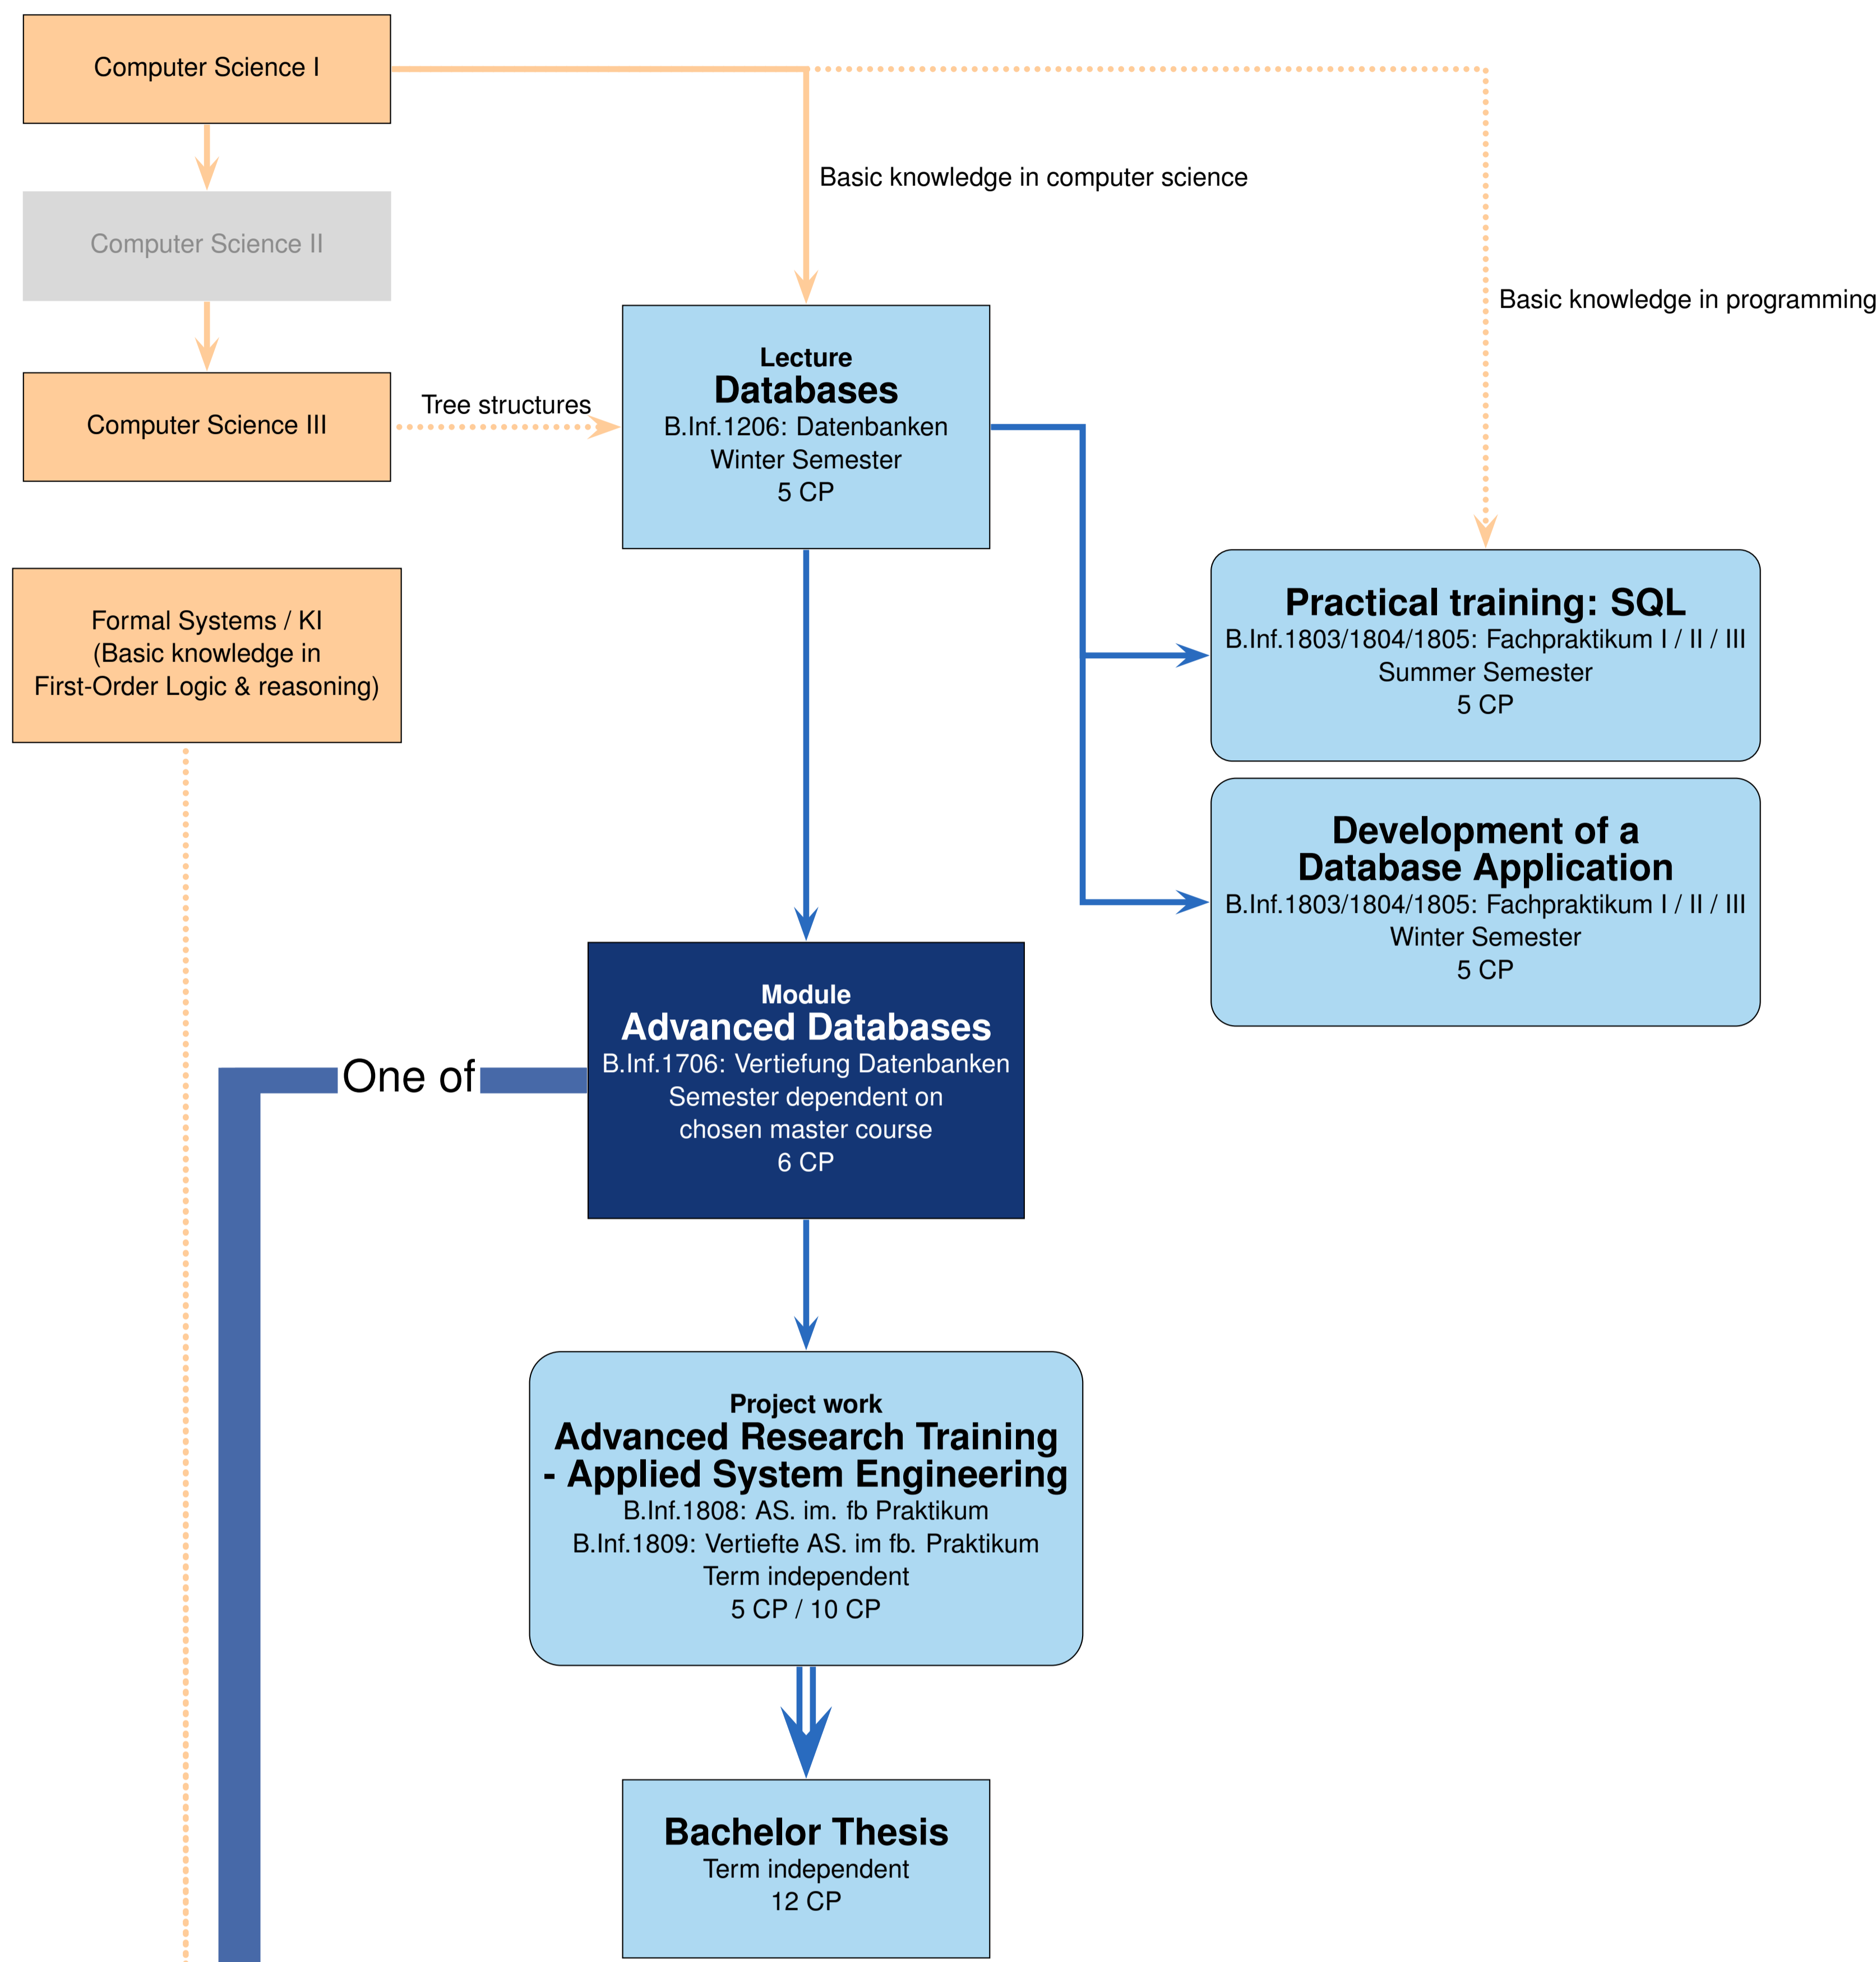 Computer Science I
Basic knowledge in computer science
Computer Science II
Basic knowledge in programming
Computer Science III
Tree structures
Lecture
Databases
B.Inf.1206: Datenbanken
Winter Semester
5 CP
Formal Systems / KI
(Basic knowledge in
First-Order Logic & reasoning)
Practical training: SQL
B.Inf.1803/1804/1805: Fachpraktikum I / II / III
Summer Semester
5 CP
Development of a
Database Application
B.Inf.1803/1804/1805: Fachpraktikum I / II / III
Winter Semester
5 CP
Module
Advanced Databases
B.Inf.1706: Vertiefung Datenbanken
Semester dependent on
chosen master course
6 CP
One of
Project work
Advanced Research Training
- Applied System Engineering
B.Inf.1808: AS. im. fb Praktikum
B.Inf.1809: Vertiefte AS. im fb. Praktikum
Term independent
5 CP / 10 CP
Bachelor Thesis
Term independent
12 CP